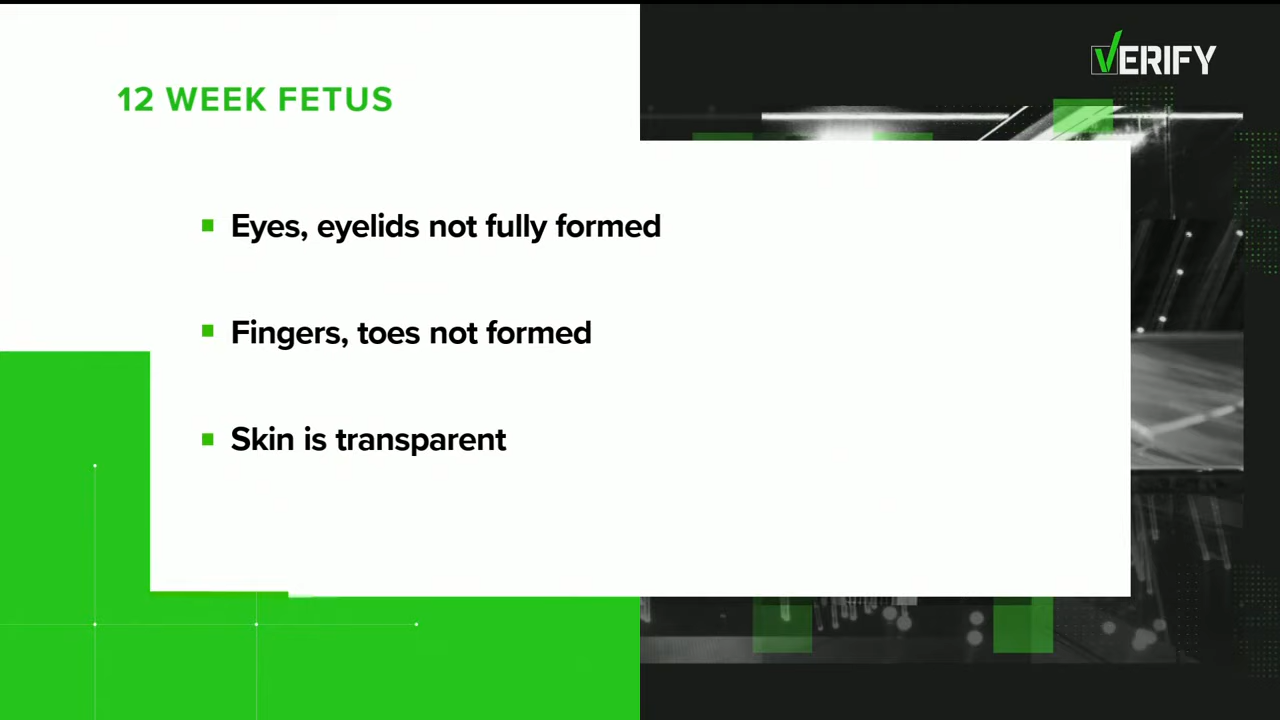 VERIFY
12 WEEK FETUS
Eyes, eyelids not fully formed
Fingers, toes not formed
Skin is transparent